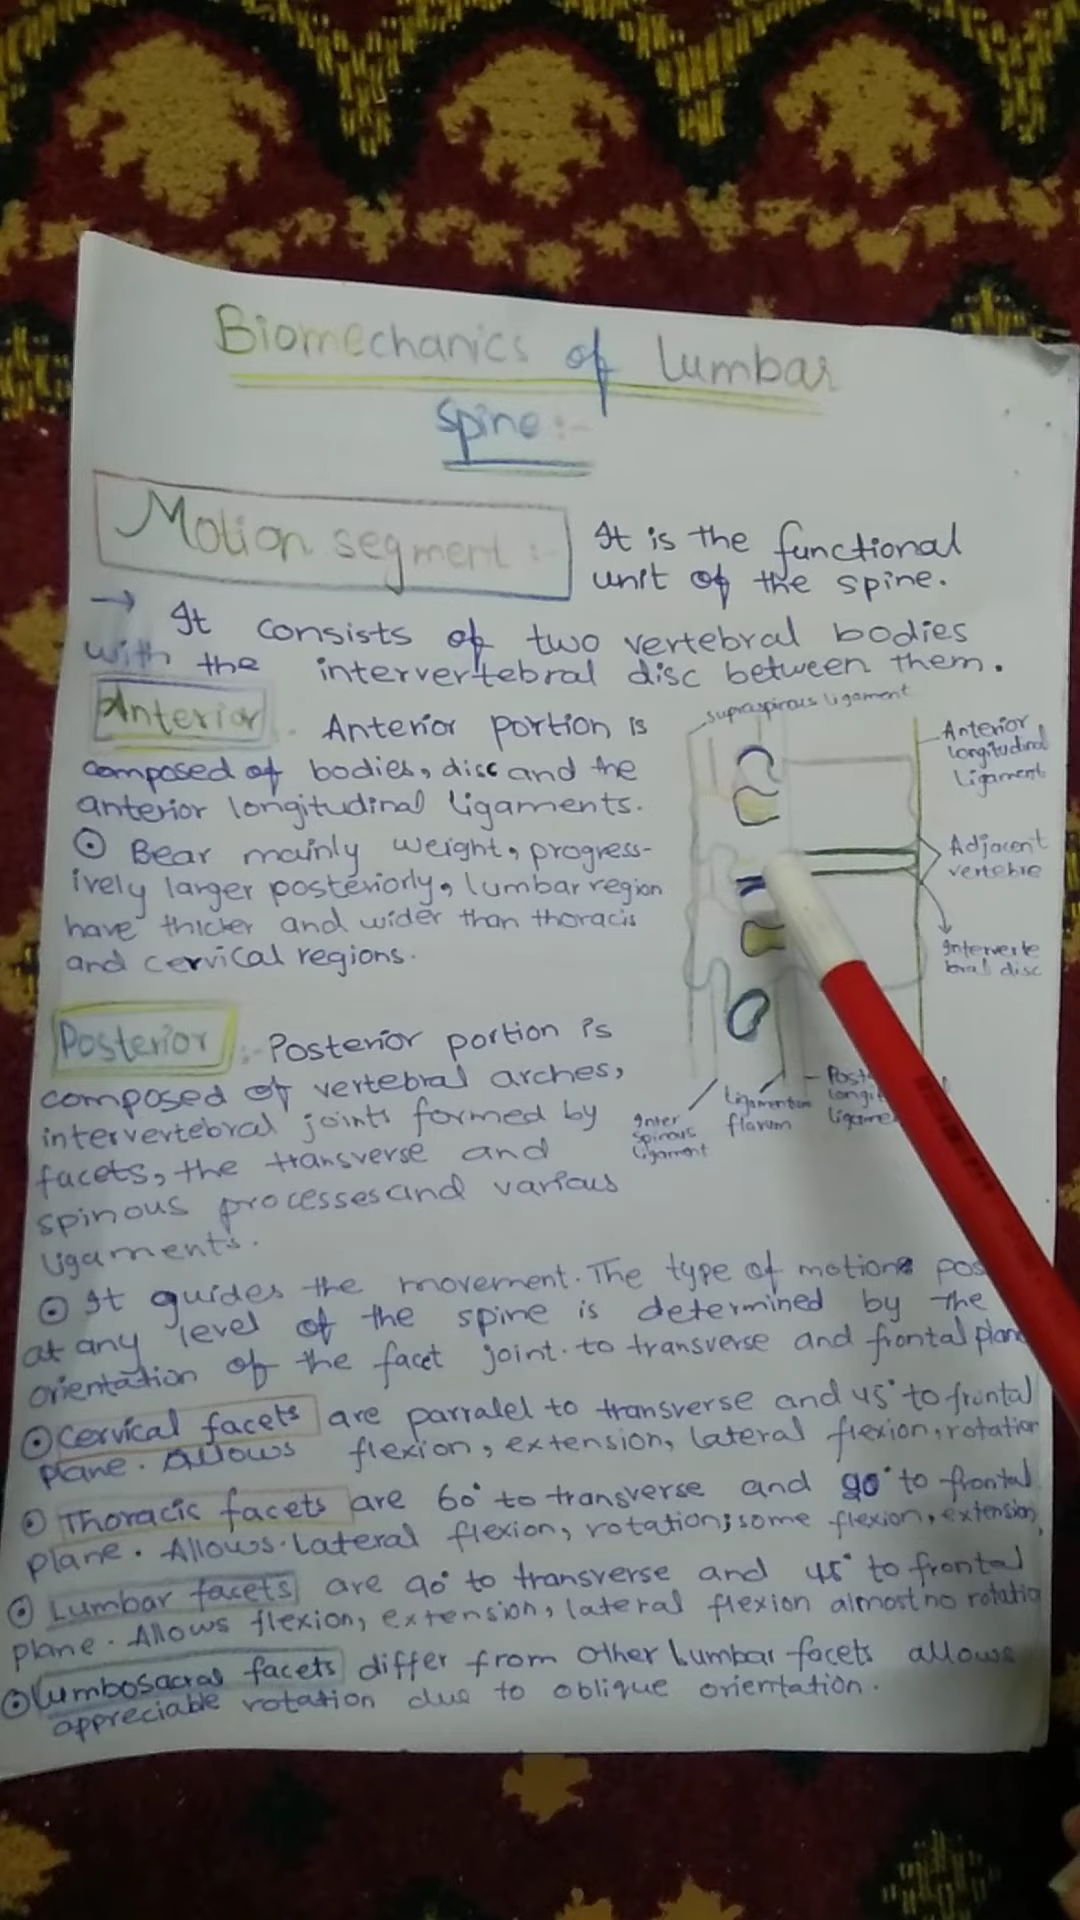 Biomechanics of lumbar
spine :-
Motion segment :-
It is the functional
unit of the spine.
→ It consists of two vertebral bodies
with the intervertebral disc between them.
Anterior
Anterior portion is
composed of bodies, disc and the
anterior longitudinal ligaments.
⊙ Bear mainly weight, progress-
ively larger posteriorly, lumbar region
have thicker and wider than thoracis
and cervical regions.
supraspinous ligament
Anterior
longitudinal
Ligament
Adjacent
vertebre
Interverte
bral disc
Inter
spinous
ligament
ligamentum
flavum
Post
longi
ligame
Posterior :- Posterior portion is
composed of vertebral arches,
intervertebral joints formed by
facets, the transverse and
spinous processes and various
ligaments.
⊙ It guides the movement. The type of motion pos
at any level of the spine is determined by the
orientation of the facet joint. to transverse and frontal plan
⊙ Cervical facets are parralel to transverse and 45° to frontal
plane. Allows flexion, extension, lateral flexion, rotation
⊙ Thoracic facets are 60° to transverse and 90° to frontal
plane. Allows lateral flexion, rotation, some flexion, extension,
⊙ Lumbar facets are 90° to transverse and 45° to frontal
plane. Allows flexion, extension, lateral flexion almost no rotatio
⊙ Lumbosacral facets differ from other Lumbar facets allows
appreciable rotation due to oblique orientation.